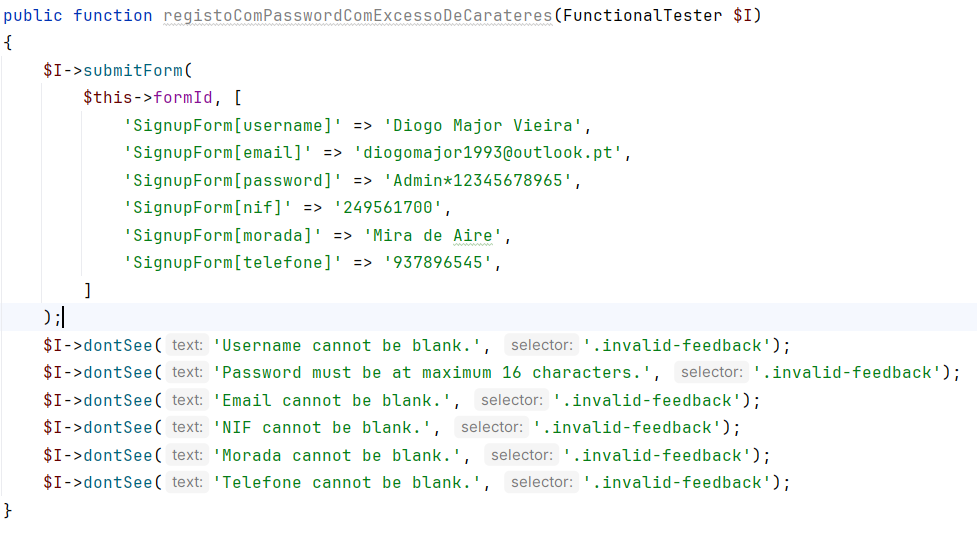 public function registoComPasswordComExcessoDeCarateres(FunctionalTester $I)
{
    $I->submitForm(
        $this->formId, [
            'SignupForm[username]' => 'Diogo Major Vieira',
            'SignupForm[email]' => 'diogomajor1993@outlook.pt',
            'SignupForm[password]' => 'Admin*12345678965',
            'SignupForm[nif]' => '249561700',
            'SignupForm[morada]' => 'Mira de Aire',
            'SignupForm[telefone]' => '937896545',
        ]
    );
    $I->dontSee( text: 'Username cannot be blank.', selector: '.invalid-feedback');
    $I->dontSee( text: 'Password must be at maximum 16 characters.', selector: '.invalid-feedback');
    $I->dontSee( text: 'Email cannot be blank.', selector: '.invalid-feedback');
    $I->dontSee( text: 'NIF cannot be blank.', selector: '.invalid-feedback');
    $I->dontSee( text: 'Morada cannot be blank.', selector: '.invalid-feedback');
    $I->dontSee( text: 'Telefone cannot be blank.', selector: '.invalid-feedback');
}